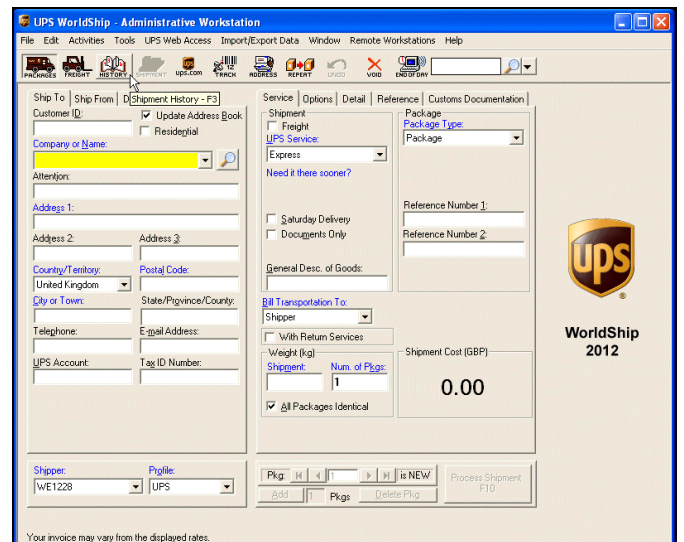 UPS WorldShip - Administrative Workstation
File Edit Activities Tools UPS Web Access Import/Export Data Window Remote Workstations Help
PACKAGES FREIGHT HISTORY SHIPMENT ups.com TRACK ADDRESS REPEAT UNDO VOID END OF DAY
Ship To Ship From D
Shipment History - F3
Customer ID:
Update Address Book
Residential
Company or Name:
Attention:
Address 1:
Address 2: Address 3:
Country/Territory: Postal Code:
United Kingdom
City or Town: State/Province/County:
Telephone: E-mail Address:
UPS Account: Tax ID Number:
Shipper: Profile:
WE1228 UPS
Service Options Detail Reference Customs Documentation
Shipment
Freight
UPS Service:
Express
Need it there sooner?
Saturday Delivery
Documents Only
General Desc. of Goods:
Package
Package Type:
Package
Reference Number 1:
Reference Number 2:
Bill Transportation To:
Shipper
With Return Services
Weight (kg)
Shipment: Num. of Pkgs:
1
All Packages Identical
Shipment Cost (GBP)
0.00
Pkg: 1 is NEW
Add 1 Pkgs Delete Pkg
Process Shipment
F10
ups
WorldShip
2012
Your invoice may vary from the displayed rates.